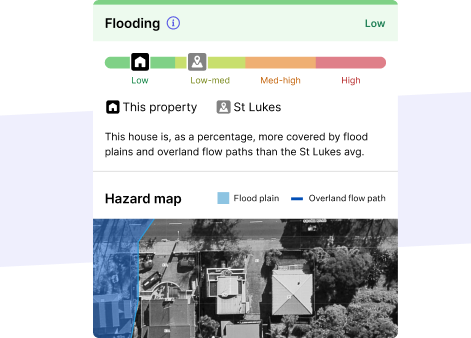 Flooding
Low
Low
Low-med
Med-high
High
This property
St Lukes
This house is, as a percentage, more covered by flood
plains and overland flow paths than the St Lukes avg.
Hazard map
Flood plain
Overland flow path